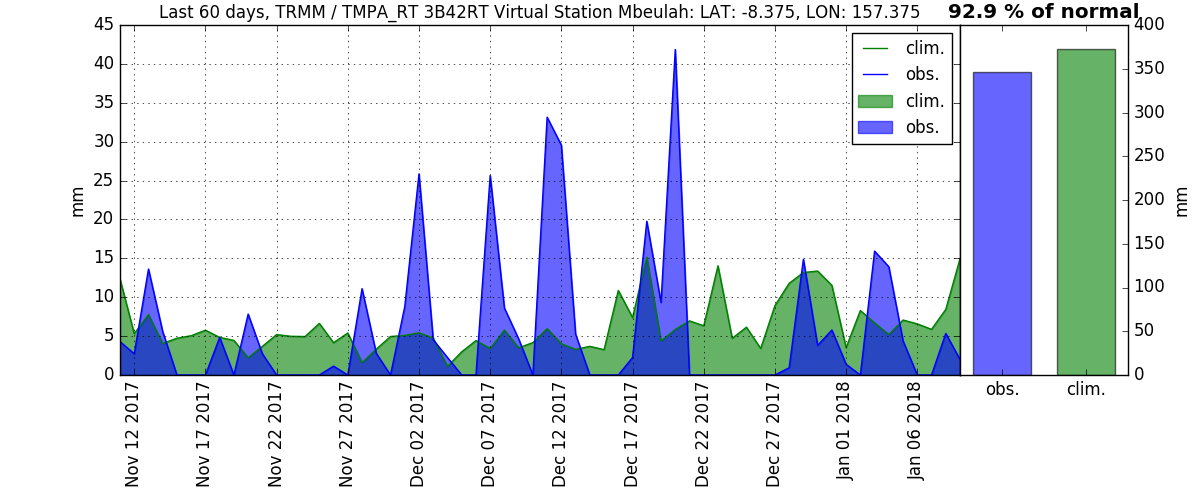 Last 60 days, TRMM / TMPA_RT 3B42RT Virtual Station Mbeulah: LAT: -8.375, LON: 157.375
92.9 % of normal
45
40
35
30
25
20
15
10
5
0
mm
clim.
obs.
clim.
obs.
Nov 12 2017
Nov 17 2017
Nov 22 2017
Nov 27 2017
Dec 02 2017
Dec 07 2017
Dec 12 2017
Dec 17 2017
Dec 22 2017
Dec 27 2017
Jan 01 2018
Jan 06 2018
obs.
clim.
400
350
300
250
200
150
100
50
0
mm